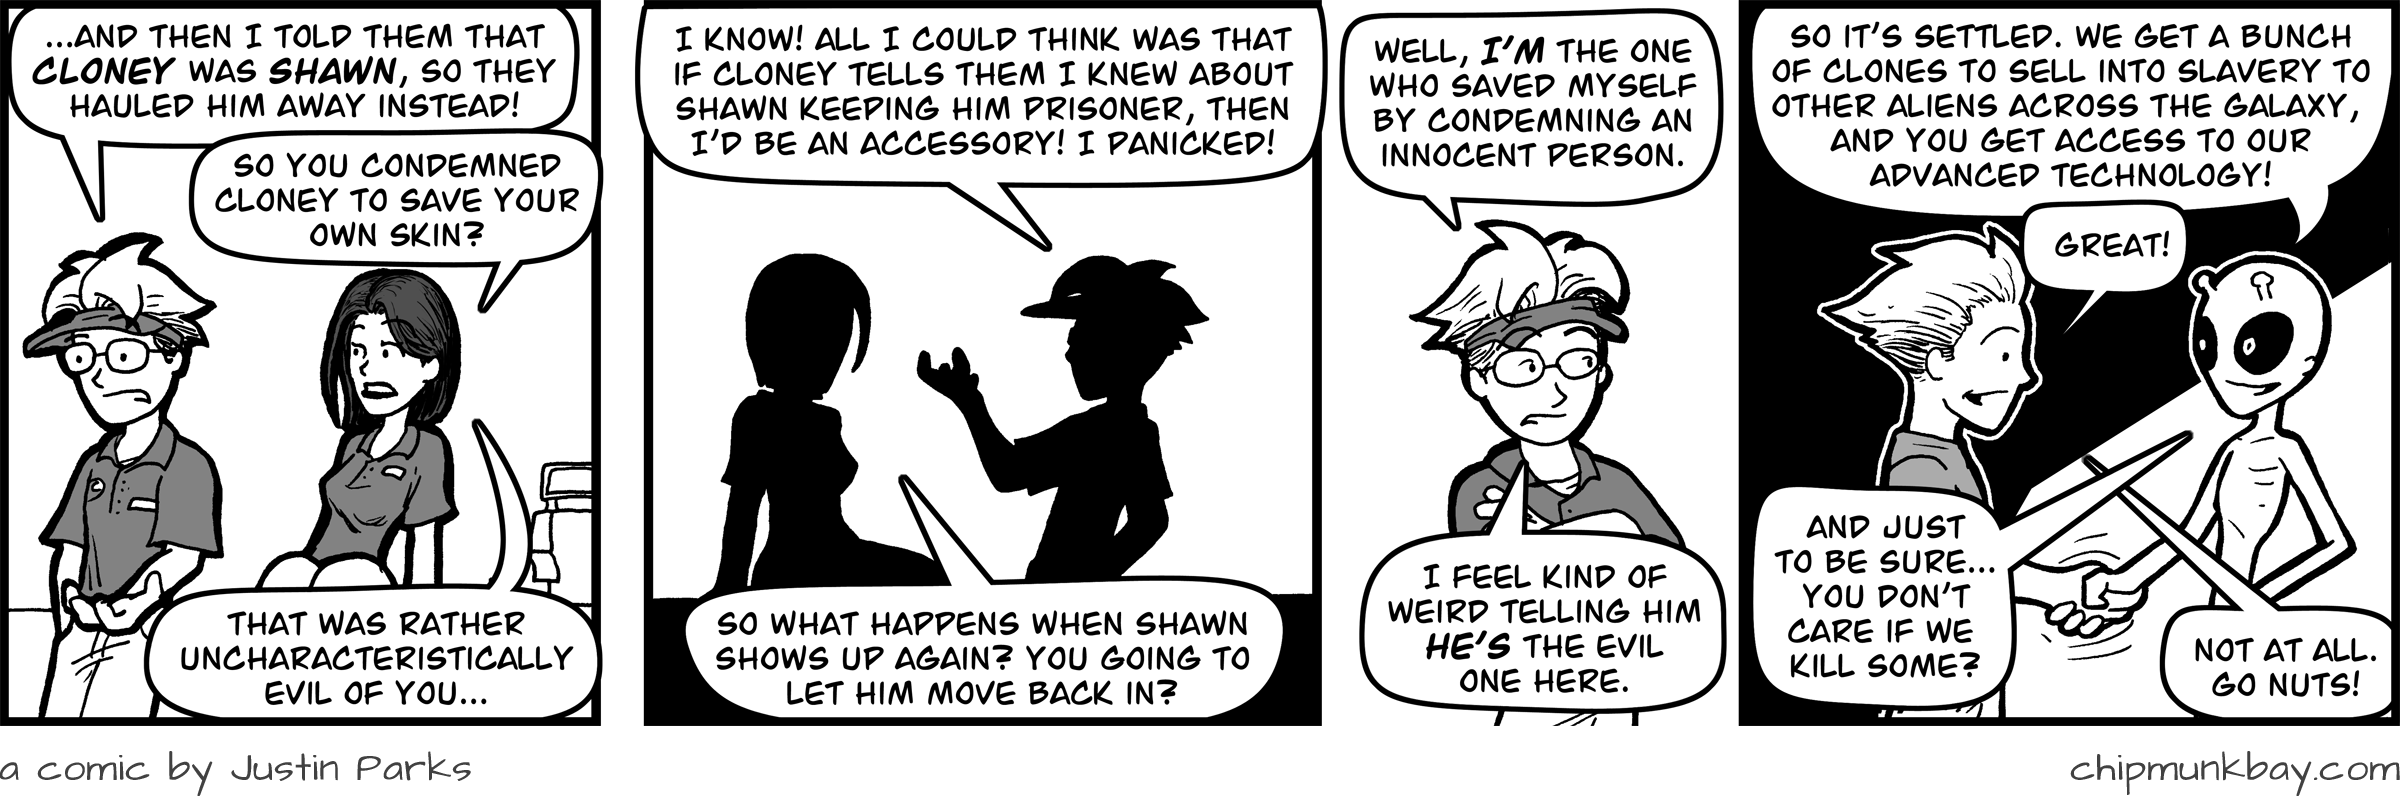 ...AND THEN I TOLD THEM THAT
CLONEY WAS SHAWN, SO THEY
HAULED HIM AWAY INSTEAD!
SO YOU CONDEMNED
CLONEY TO SAVE YOUR
OWN SKIN?
THAT WAS RATHER
UNCHARACTERISTICALLY
EVIL OF YOU...
I KNOW! ALL I COULD THINK WAS THAT
IF CLONEY TELLS THEM I KNEW ABOUT
SHAWN KEEPING HIM PRISONER, THEN
I'D BE AN ACCESSORY! I PANICKED!
SO WHAT HAPPENS WHEN SHAWN
SHOWS UP AGAIN? YOU GOING TO
LET HIM MOVE BACK IN?
WELL, I'M THE ONE
WHO SAVED MYSELF
BY CONDEMNING AN
INNOCENT PERSON.
I FEEL KIND OF
WEIRD TELLING HIM
HE'S THE EVIL
ONE HERE.
SO IT'S SETTLED. WE GET A BUNCH
OF CLONES TO SELL INTO SLAVERY TO
OTHER ALIENS ACROSS THE GALAXY,
AND YOU GET ACCESS TO OUR
ADVANCED TECHNOLOGY!
GREAT!
AND JUST
TO BE SURE...
YOU DON'T
CARE IF WE
KILL SOME?
NOT AT ALL.
GO NUTS!
a comic by Justin Parks
chipmunkbay.com